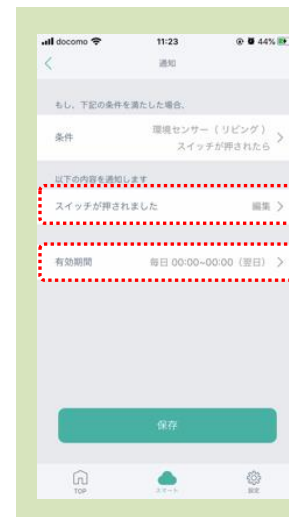 docomo 11:23 44%
通知
もし、下記の条件を満たした場合、
条件 環境センサー（リビング）
スイッチが押されたら
以下の内容を通知します
スイッチが押されました 編集
有効期間 毎日 00:00~00:00（翌日）
保存
TOP スマート 設定